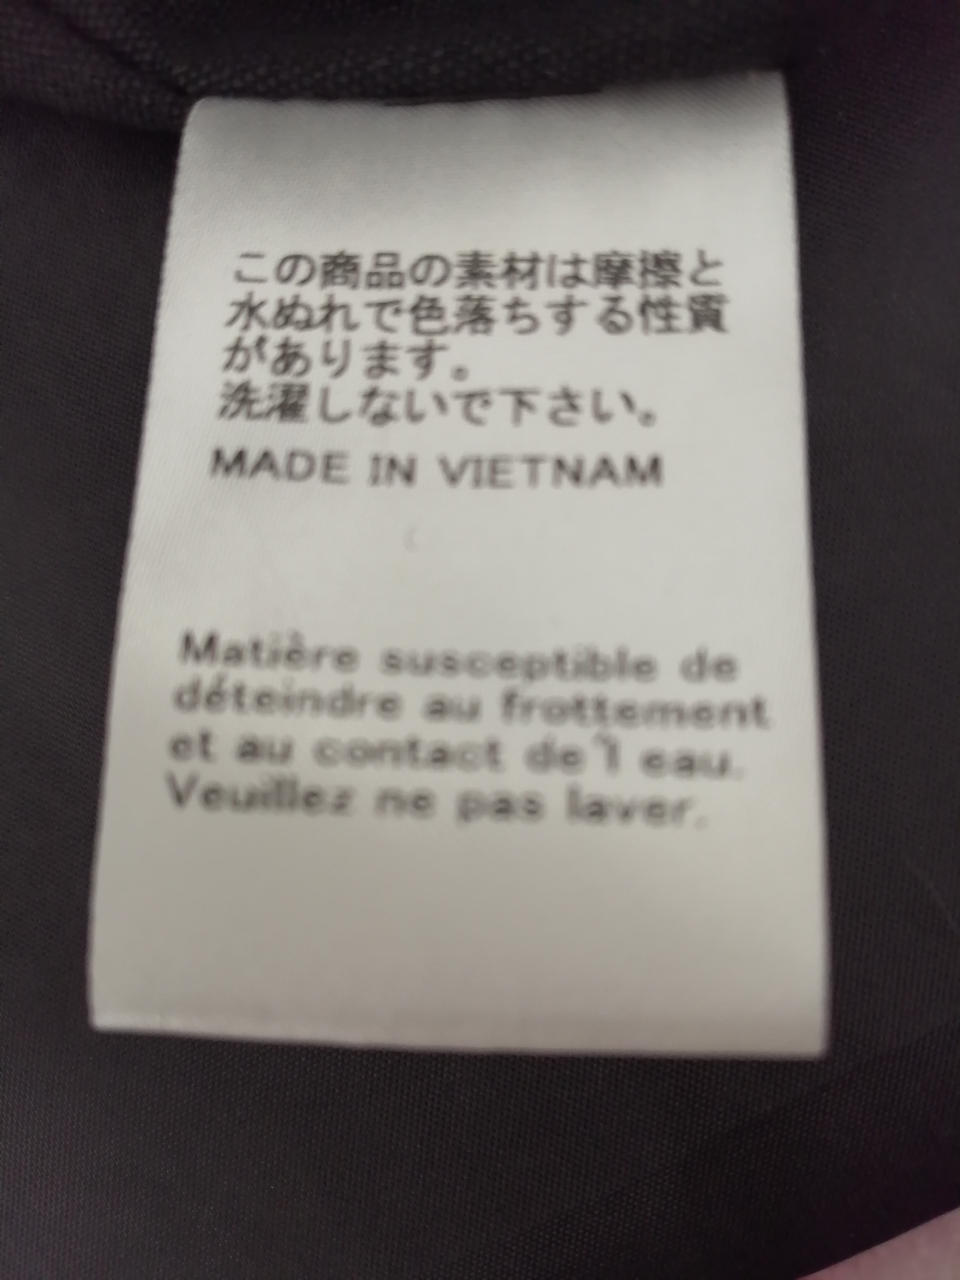 この商品の素材は摩擦と
水ぬれで色落ちする性質
があります。
洗濯しないで下さい。
MADE IN VIETNAM
Matière susceptible de
déteindre au frottement
et au contact de l'eau.
Veuillez ne pas laver.